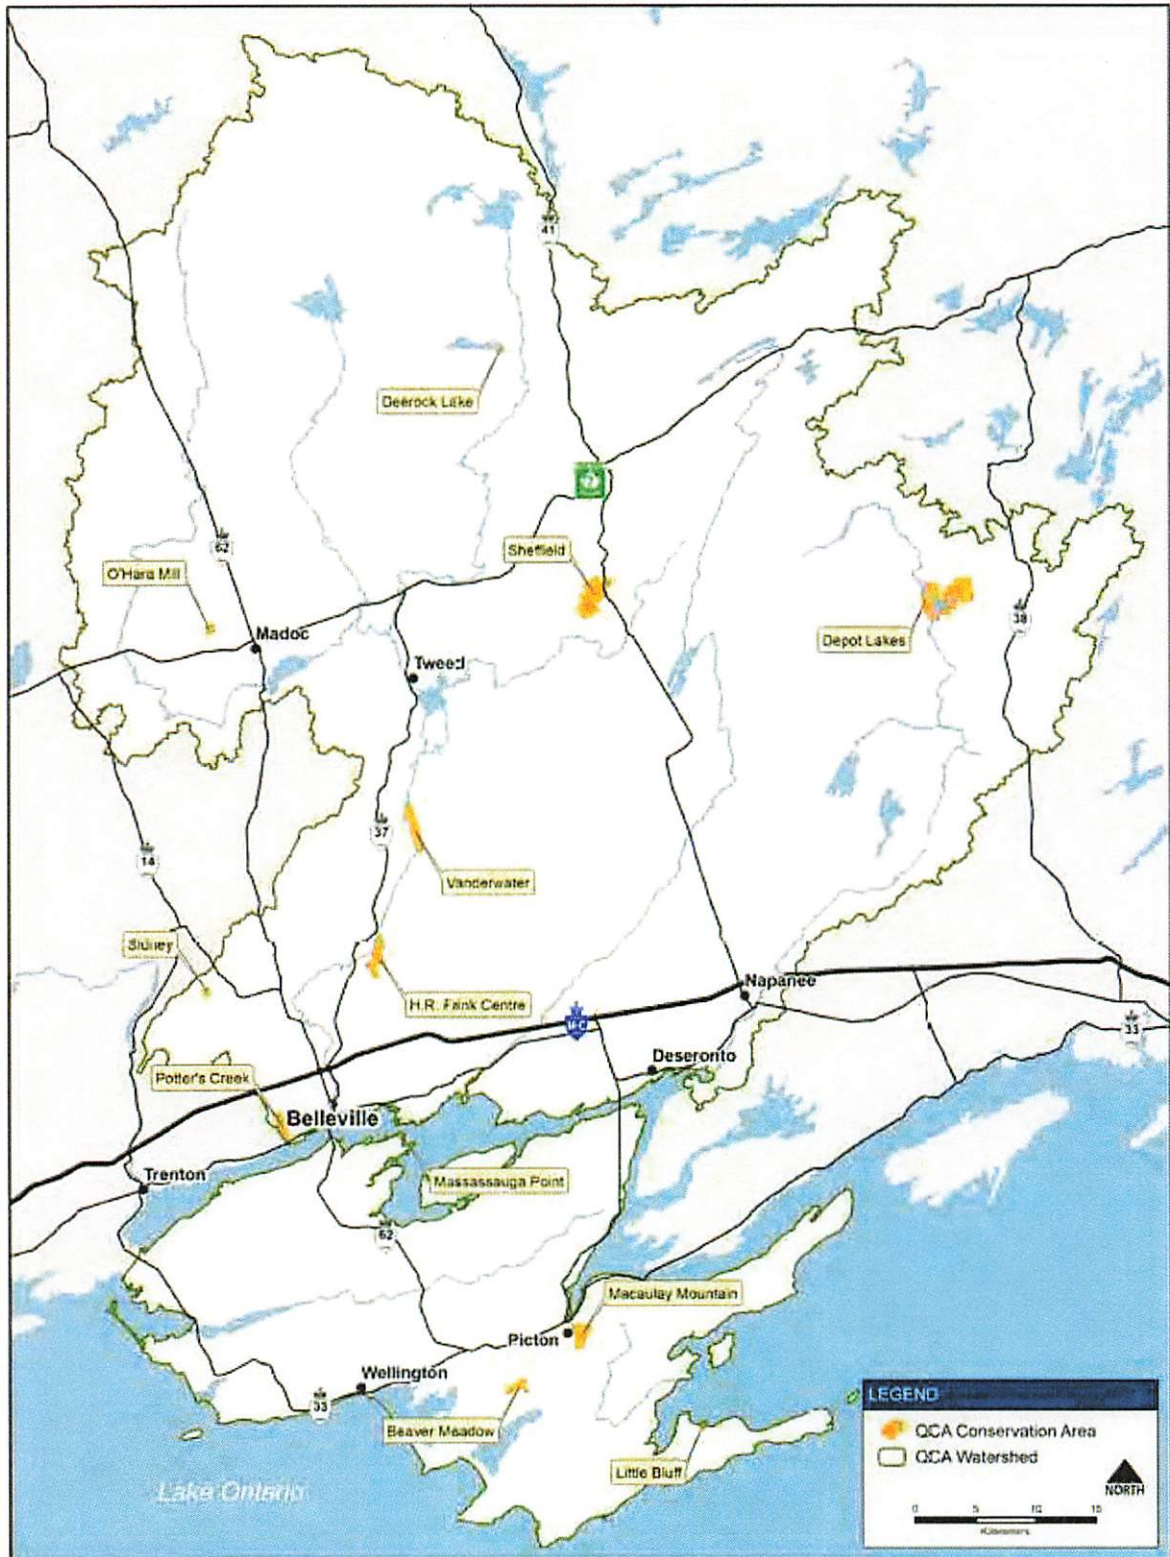 41
Deerock Lake
7
Sheffield
62
O'Hara Mill
Madoc
Tweed
Depot Lakes
38
37
14
Vanderwater
Sidney
H.R. Frink Centre
Napanee
33
Deseronto
Potter's Creek
Belleville
Trenton
Massassauga Point
62
Macaulay Mountain
Picton
Wellington
33
Beaver Meadow
Little Bluff
Lake Ontario
LEGEND
QCA Conservation Area
QCA Watershed
NORTH
0 5 10 15
Kilometers